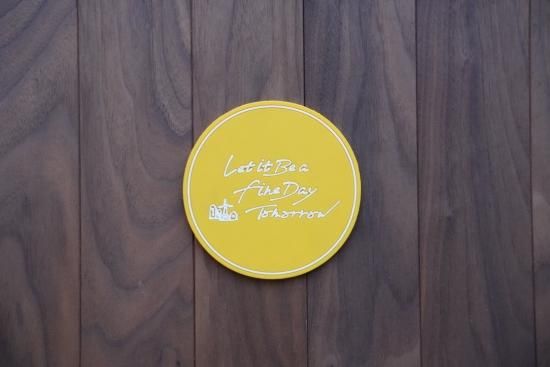 Let it Be a
fine Day
Tomorrow